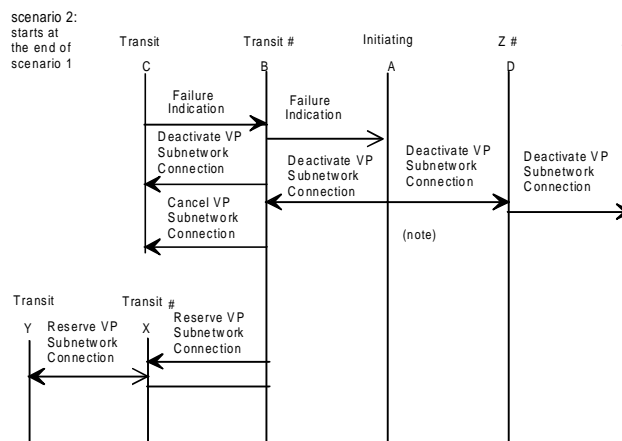 scenario 2:
starts at
the end of
scenario 1
Transit
Transit #
Initiating
Z #
C
B
A
D
Failure
Indication
Failure
Indication
Deactivate VP
Subnetwork
Connection
Deactivate VP
Subnetwork
Connection
Deactivate VP
Subnetwork
Connection
Deactivate VP
Subnetwork
Connection
Cancel VP
Subnetwork
Connection
(note)
Transit
Transit #
Y
X
Reserve VP
Subnetwork
Connection
Reserve VP
Subnetwork
Connection